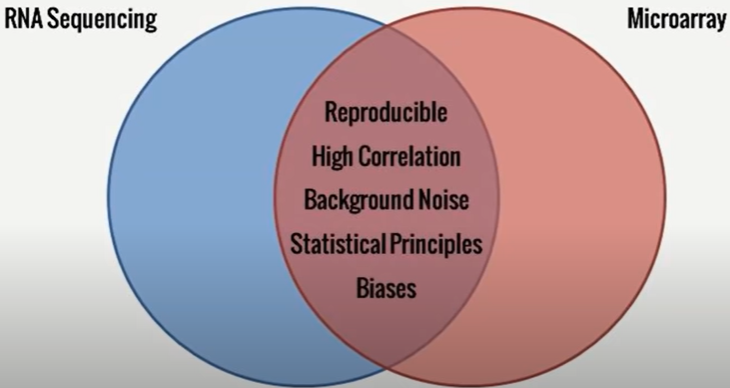 RNA Sequencing
Microarray
Reproducible
High Correlation
Background Noise
Statistical Principles
Biases